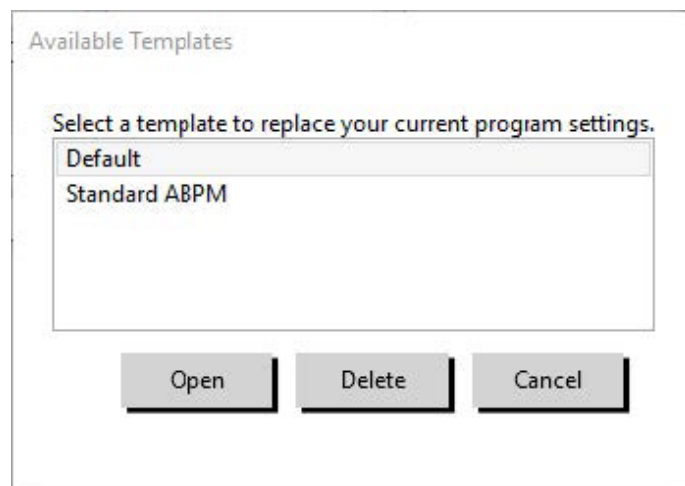 Available Templates
Select a template to replace your current program settings.
Default
Standard ABPM
Open Delete Cancel